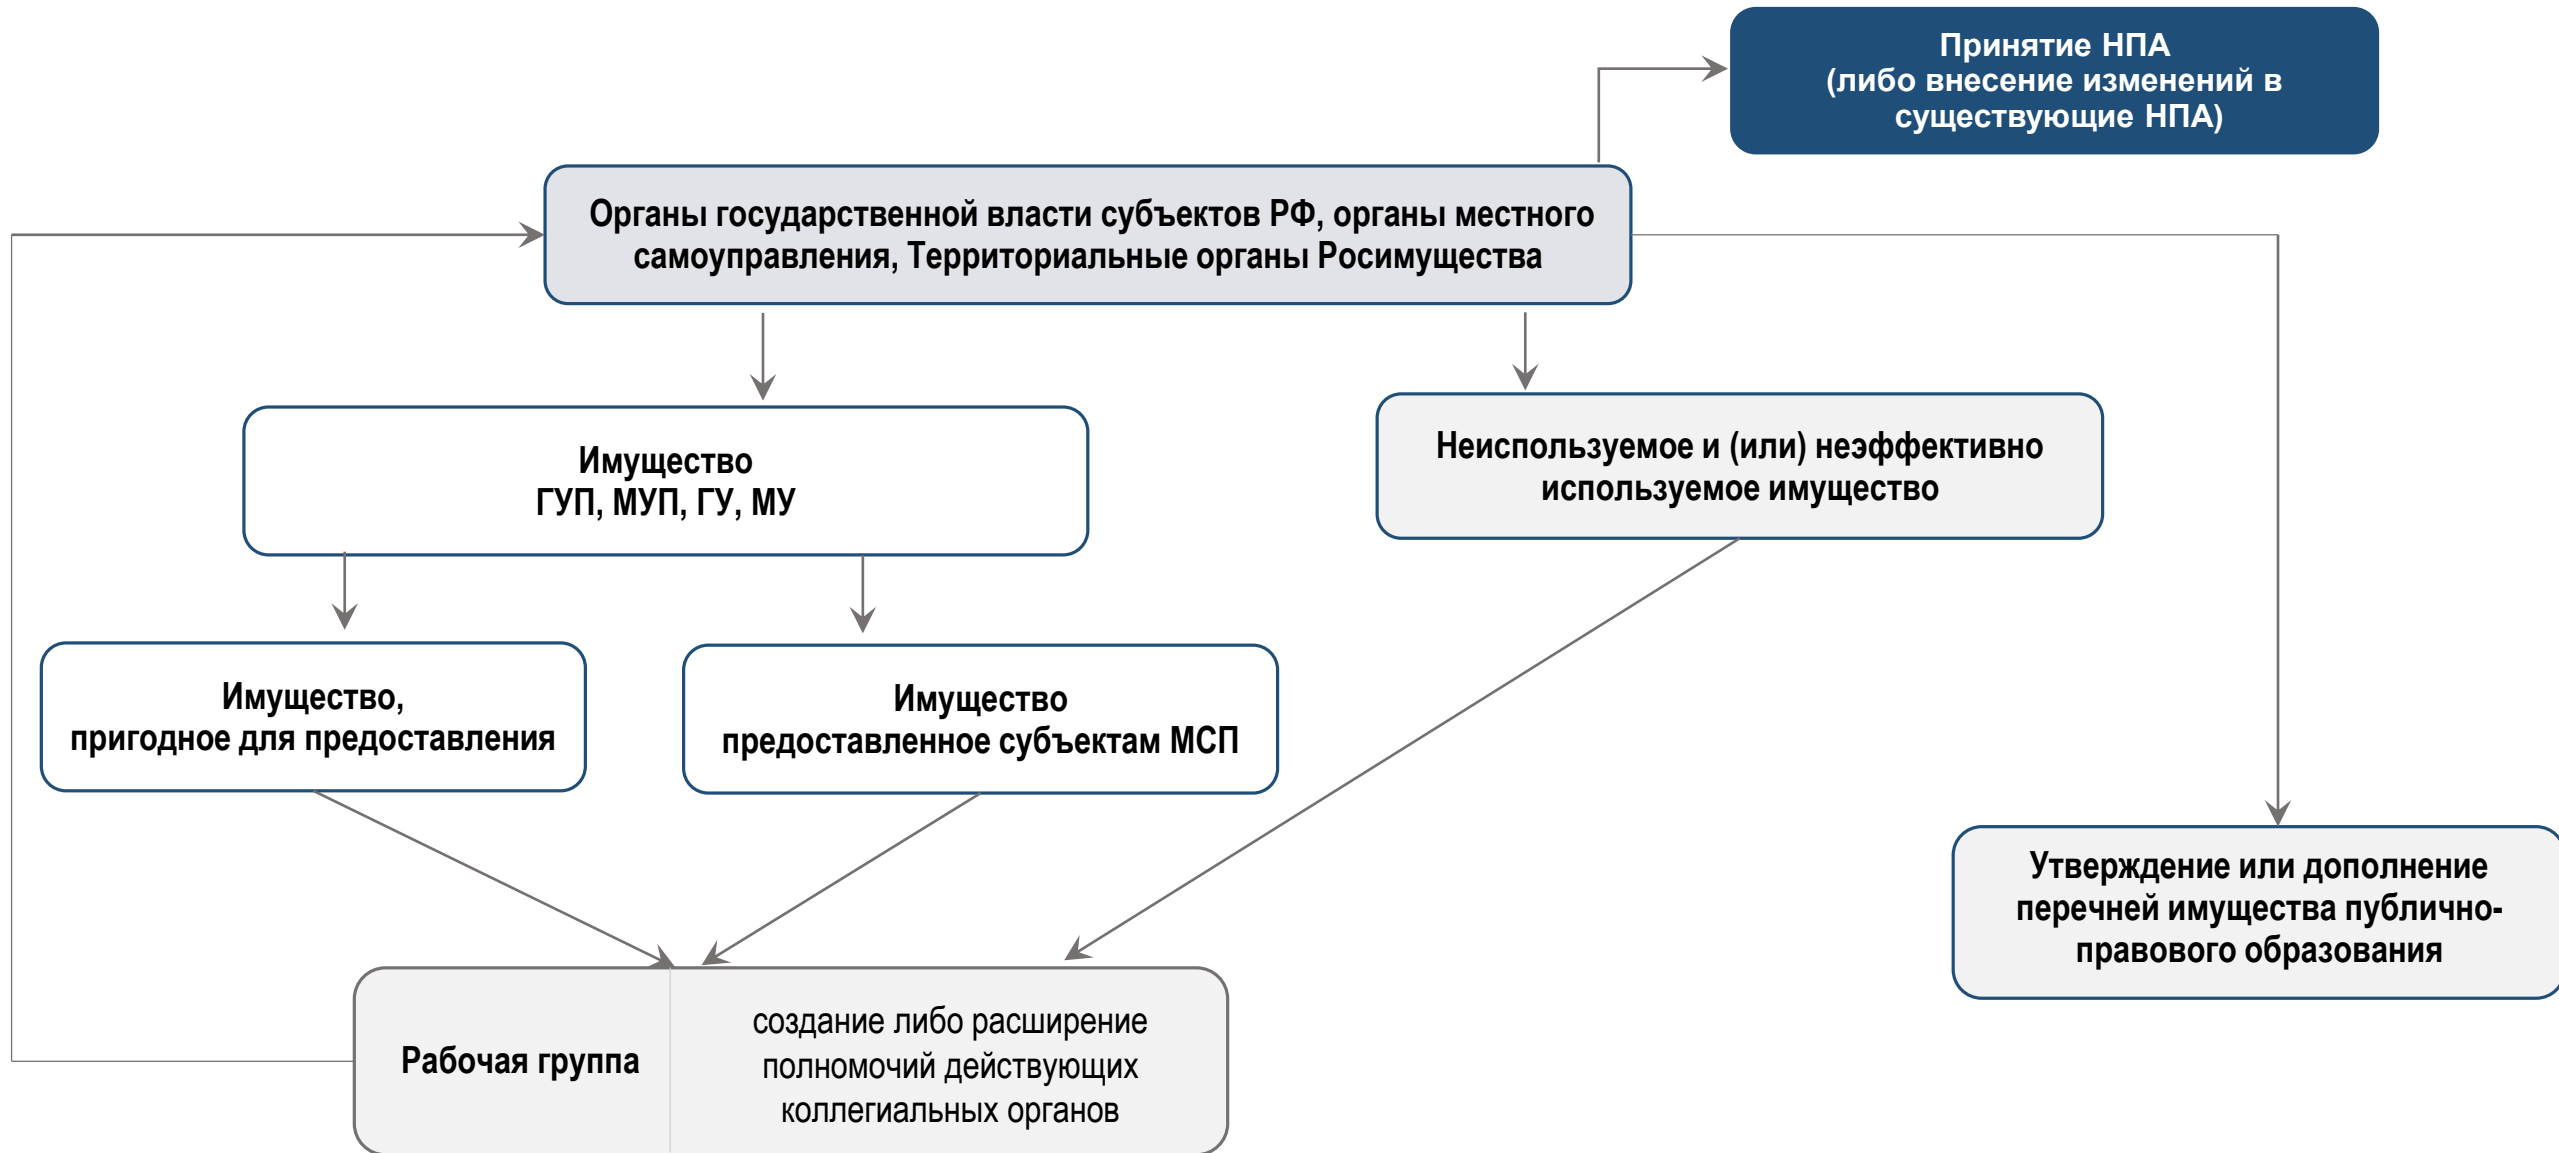 Принятие НПА
(либо внесение изменений в
существующие НПА)
Органы государственной власти субъектов РФ, органы местного
самоуправления, Территориальные органы Росимущества
Имущество
ГУП, МУП, ГУ, МУ
Неиспользуемое и (или) неэффективно
используемое имущество
Имущество,
пригодное для предоставления
Имущество
предоставленное субъектам МСП
Утверждение или дополнение
перечней имущества публично-
правового образования
Рабочая группа
создание либо расширение
полномочий действующих
коллегиальных органов